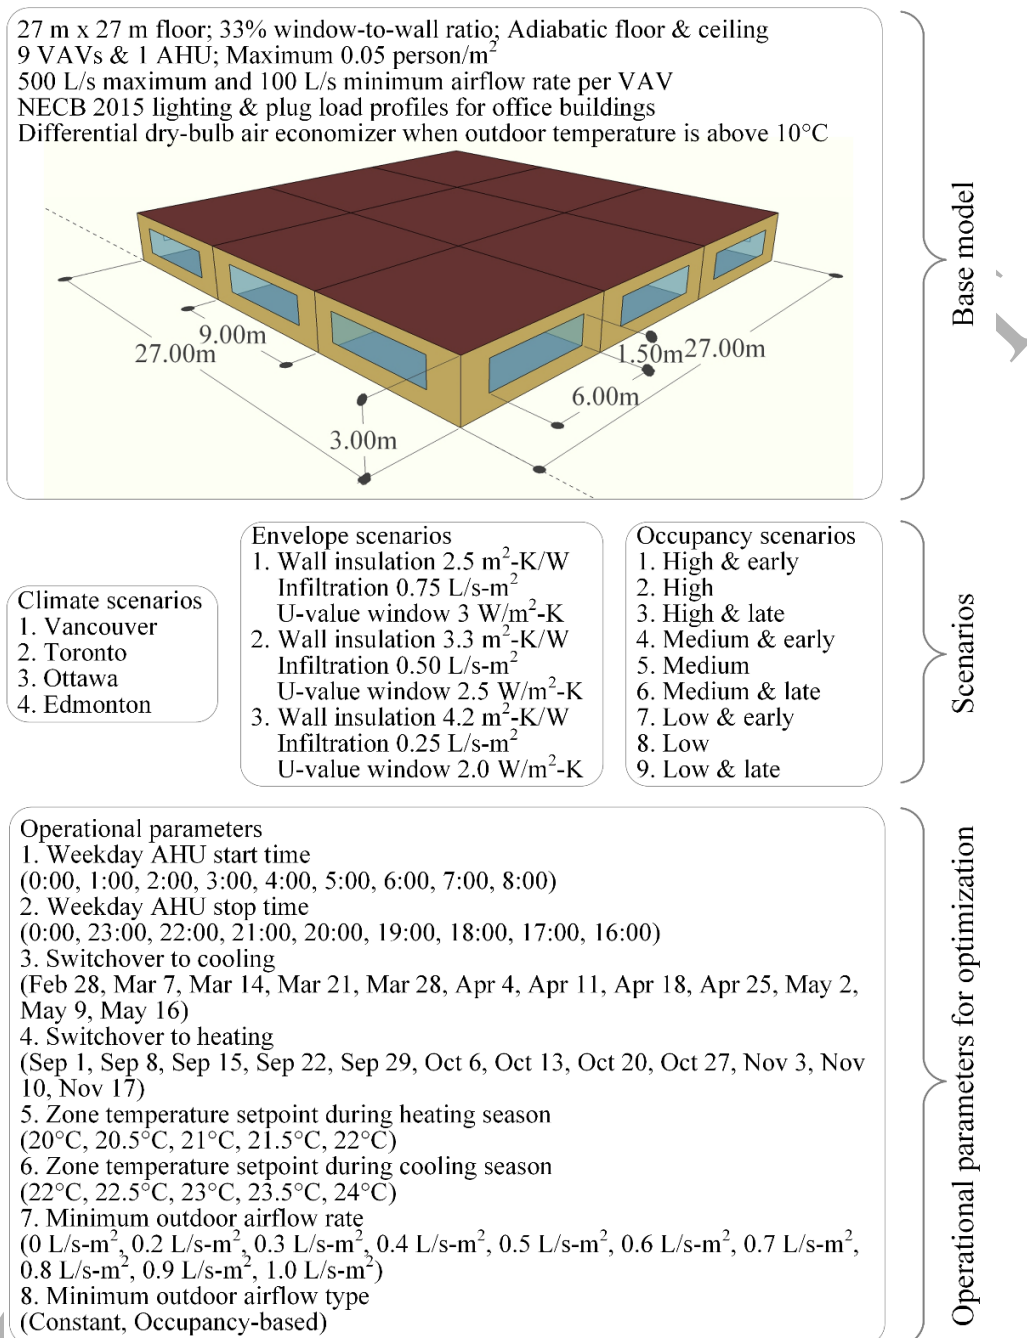 27 m x 27 m floor; 33% window-to-wall ratio; Adiabatic floor & ceiling
9 VAVs & 1 AHU; Maximum 0.05 person/m²
500 L/s maximum and 100 L/s minimum airflow rate per VAV
NECB 2015 lighting & plug load profiles for office buildings
Differential dry-bulb air economizer when outdoor temperature is above 10°C
9.00m
27.00m
3.00m
1.50m
27.00m
6.00m
Base model
Climate scenarios
1. Vancouver
2. Toronto
3. Ottawa
4. Edmonton
Envelope scenarios
1. Wall insulation 2.5 m²-K/W
Infiltration 0.75 L/s-m²
U-value window 3 W/m²-K
2. Wall insulation 3.3 m²-K/W
Infiltration 0.50 L/s-m²
U-value window 2.5 W/m²-K
3. Wall insulation 4.2 m²-K/W
Infiltration 0.25 L/s-m²
U-value window 2.0 W/m²-K
Occupancy scenarios
1. High & early
2. High
3. High & late
4. Medium & early
5. Medium
6. Medium & late
7. Low & early
8. Low
9. Low & late
Scenarios
Operational parameters
1. Weekday AHU start time
(0:00, 1:00, 2:00, 3:00, 4:00, 5:00, 6:00, 7:00, 8:00)
2. Weekday AHU stop time
(0:00, 23:00, 22:00, 21:00, 20:00, 19:00, 18:00, 17:00, 16:00)
3. Switchover to cooling
(Feb 28, Mar 7, Mar 14, Mar 21, Mar 28, Apr 4, Apr 11, Apr 18, Apr 25, May 2,
May 9, May 16)
4. Switchover to heating
(Sep 1, Sep 8, Sep 15, Sep 22, Sep 29, Oct 6, Oct 13, Oct 20, Oct 27, Nov 3, Nov
10, Nov 17)
5. Zone temperature setpoint during heating season
(20°C, 20.5°C, 21°C, 21.5°C, 22°C)
6. Zone temperature setpoint during cooling season
(22°C, 22.5°C, 23°C, 23.5°C, 24°C)
7. Minimum outdoor airflow rate
(0 L/s-m², 0.2 L/s-m², 0.3 L/s-m², 0.4 L/s-m², 0.5 L/s-m², 0.6 L/s-m², 0.7 L/s-m²,
0.8 L/s-m², 0.9 L/s-m², 1.0 L/s-m²)
8. Minimum outdoor airflow type
(Constant, Occupancy-based)
Operational parameters for optimization